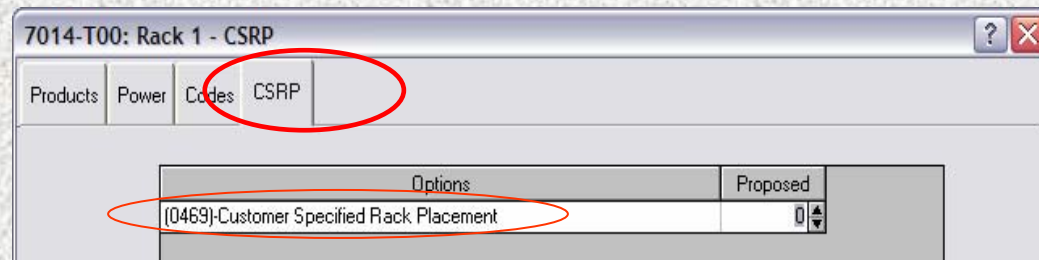 7014-T00: Rack 1 - CSRP
Products Power Codes CSRP
Options Proposed
(0469)-Customer Specified Rack Placement 0